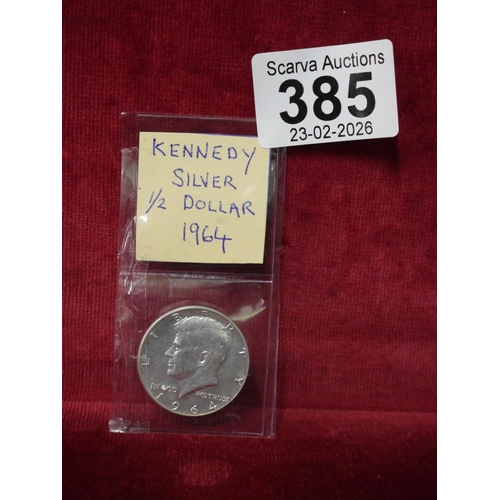 Scarva Auctions
385
23-02-2026
KENNEDY
SILVER
1/2 DOLLAR
1964
LIBERTY
IN GOD WE TRUST
1964